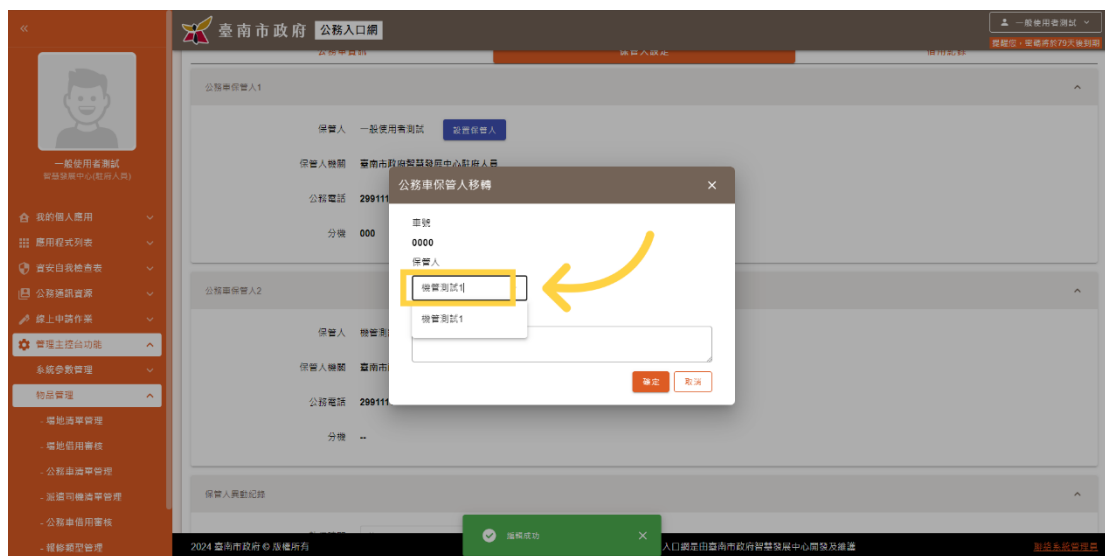 臺南市政府 公務入口網
一般使用者測試
提醒您，密碼將於79天後到期
一般使用者測試
智慧發展中心(駐府人員)
我的個人應用
應用程式列表
資安自我檢查表
公務通訊資源
線上申請作業
管理主控台功能
系統參數管理
物品管理
- 場地清單管理
- 場地借用審核
- 公務車清單管理
- 派遣司機清單管理
- 公務車借用審核
- 報修類型管理
公務車資訊
保管人設定
借用記錄
公務車保管人1
保管人 一般使用者測試 設置保管人
保管人機關 臺南市政府智慧發展中心駐府人員
公務電話 299111
分機 000
公務車保管人移轉
車號
0000
保管人
機管測試1
機管測試1
確定 取消
公務車保管人2
保管人 機管測
保管人機關 臺南市
公務電話 299111
分機 --
保管人異動紀錄
編輯成功
2024 臺南市政府 © 版權所有
入口網是由臺南市政府智慧發展中心開發及維護
聯絡系統管理員